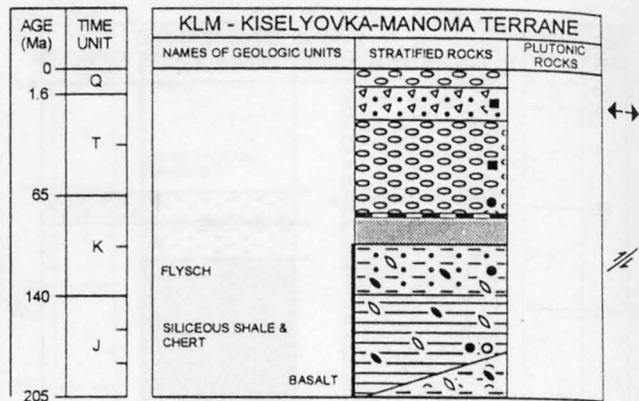 AGE
(Ma)
TIME
UNIT
KLM - KISELYOVKA-MANOMA TERRANE
NAMES OF GEOLOGIC UNITS
STRATIFIED ROCKS
PLUTONIC
ROCKS
0
Q
1.6
T
65
K
FLYSCH
140
SILICEOUS SHALE &
CHERT
J
BASALT
205